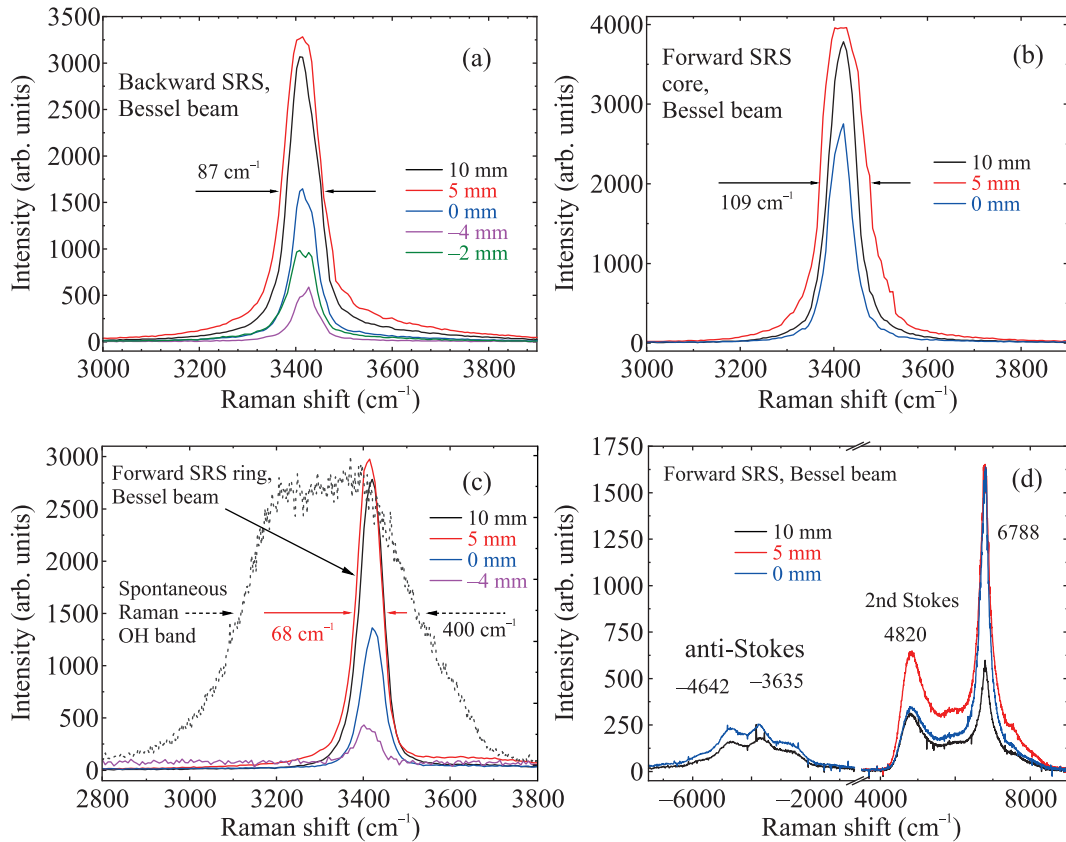 3500
3000
2500
2000
1500
1000
500
0
Intensity (arb. units)
(a)
Backward SRS,
Bessel beam
87 cm⁻¹
10 mm
5 mm
0 mm
–4 mm
–2 mm
3000 3200 3400 3600 3800
Raman shift (cm⁻¹)
4000
3000
2000
1000
0
Intensity (arb. units)
(b)
Forward SRS
core,
Bessel beam
109 cm⁻¹
10 mm
5 mm
0 mm
3000 3200 3400 3600 3800
Raman shift (cm⁻¹)
3000
2500
2000
1500
1000
500
0
Intensity (arb. units)
(c)
Forward SRS ring,
Bessel beam
10 mm
5 mm
0 mm
–4 mm
Spontaneous
Raman
OH band
68 cm⁻¹
400 cm⁻¹
2800 3000 3200 3400 3600 3800
Raman shift (cm⁻¹)
1750
1500
1250
1000
750
500
250
0
Intensity (arb. units)
Forward SRS, Bessel beam
(d)
10 mm
5 mm
0 mm
6788
2nd Stokes
4820
anti-Stokes
–4642
–3635
–6000 –2000 4000 6000 8000
Raman shift (cm⁻¹)